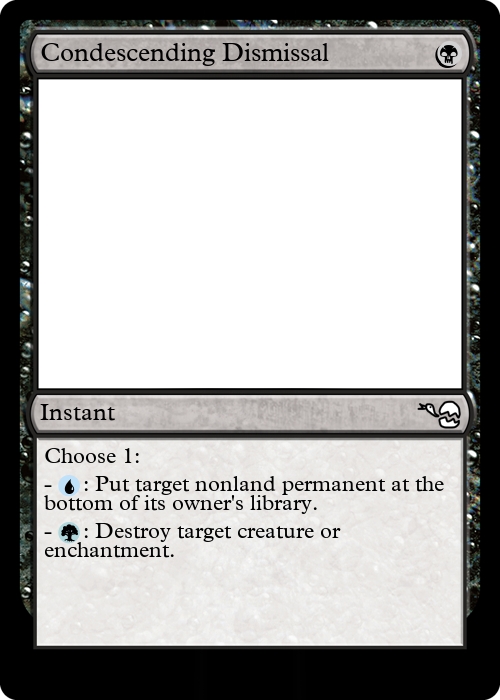 Condescending Dismissal
Instant
Choose 1:
- : Put target nonland permanent at the
bottom of its owner's library.
- : Destroy target creature or
enchantment.